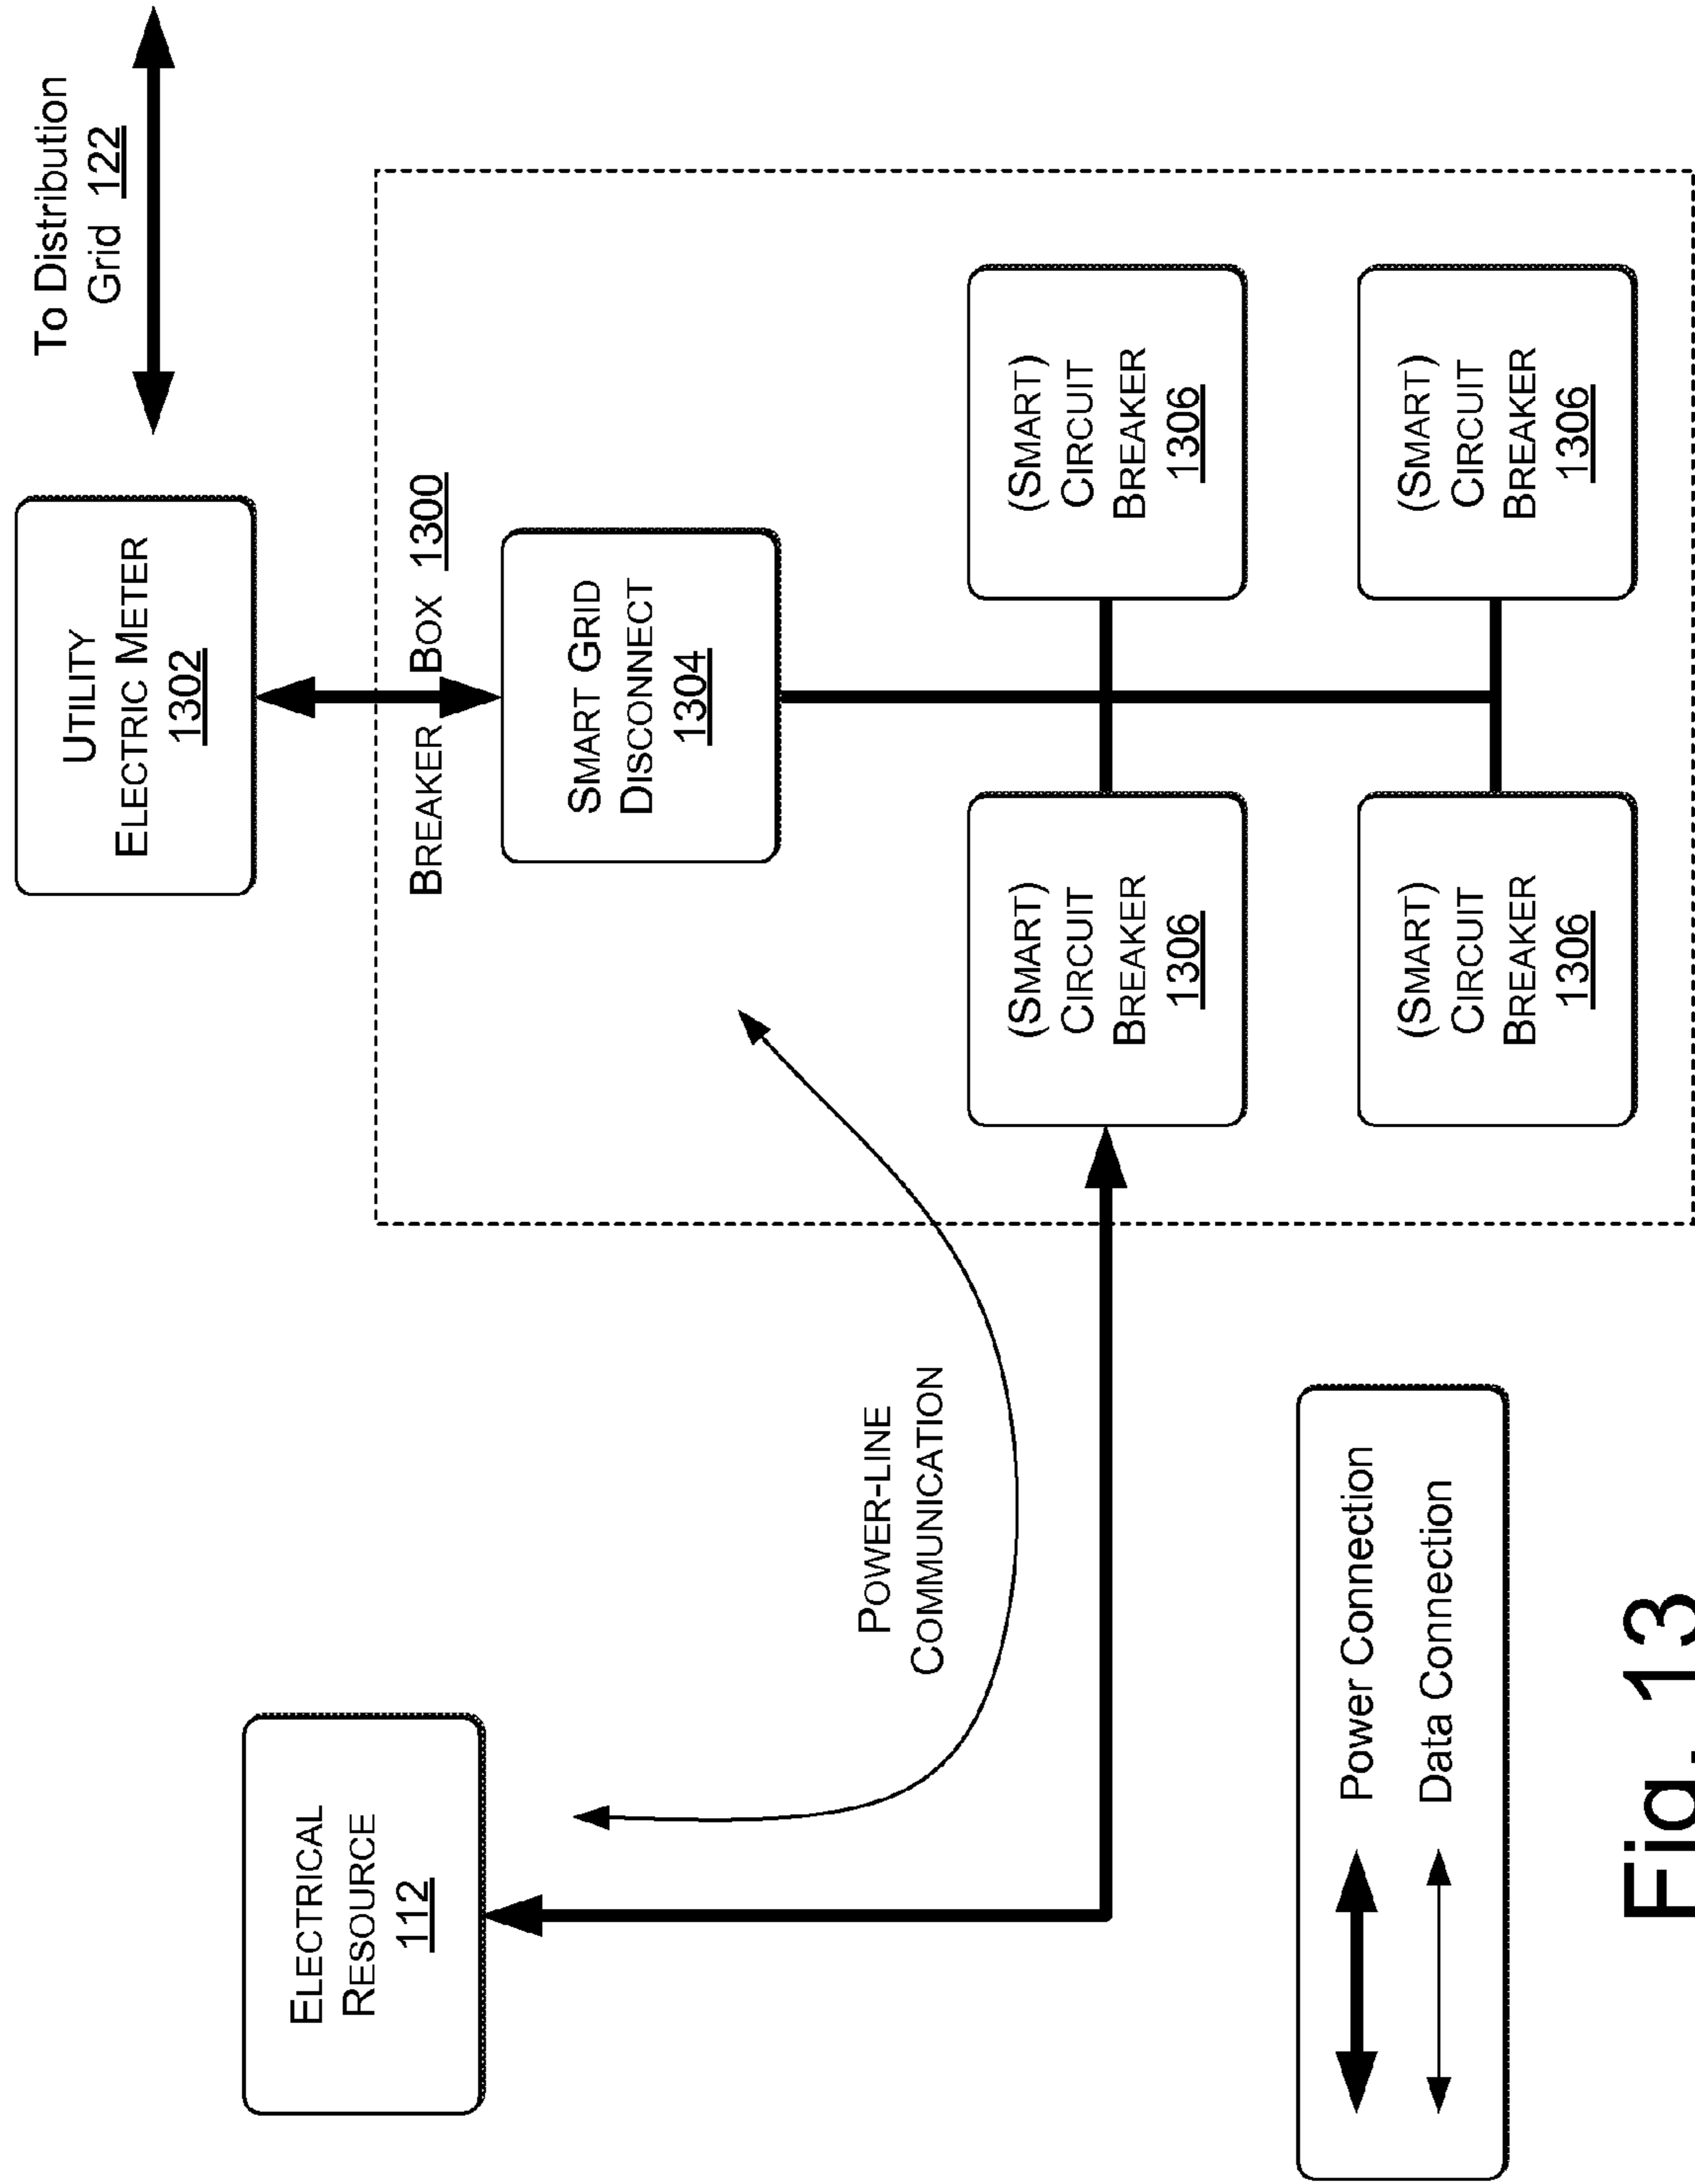 To Distribution
Grid 122
UTILITY
ELECTRIC METER
1302
BREAKER BOX 1300
SMART GRID
DISCONNECT
1304
ELECTRICAL
RESOURCE
112
POWER-LINE
COMMUNICATION
(SMART)
CIRCUIT
BREAKER
1306
(SMART)
CIRCUIT
BREAKER
1306
(SMART)
CIRCUIT
BREAKER
1306
(SMART)
CIRCUIT
BREAKER
1306
Power Connection
Data Connection
Fig. 13